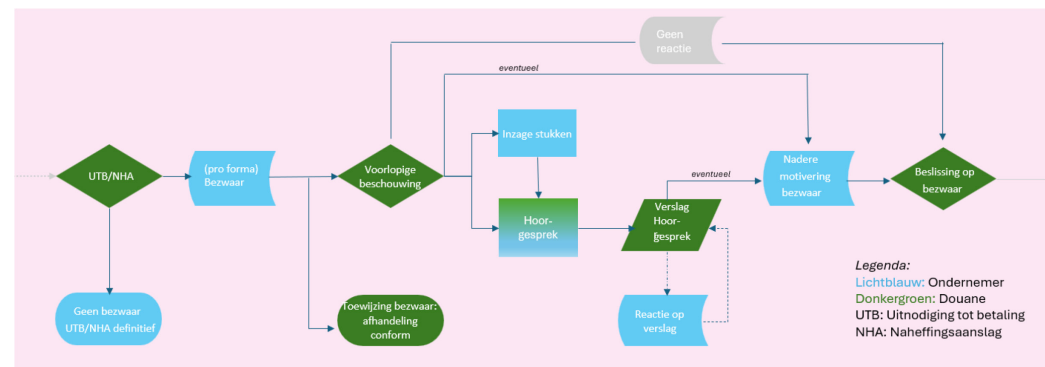 Geen
reactie
eventueel
Inzage stukken
UTB/NHA
(pro forma)
Bezwaar
Voorlopige
beschouwing
eventueel
Nadere
motivering
bezwaar
Beslissing op
bezwaar
Hoor-
gesprek
Verslag
Hoor-
gesprek
Geen bezwaar
UTB/NHA definitief
Toewijzing bezwaar:
afhandeling
conform
Reactie op
verslag
Legenda:
Lichtblauw: Ondernemer
Donkergroen: Douane
UTB: Uitnodiging tot betaling
NHA: Naheffingsaanslag